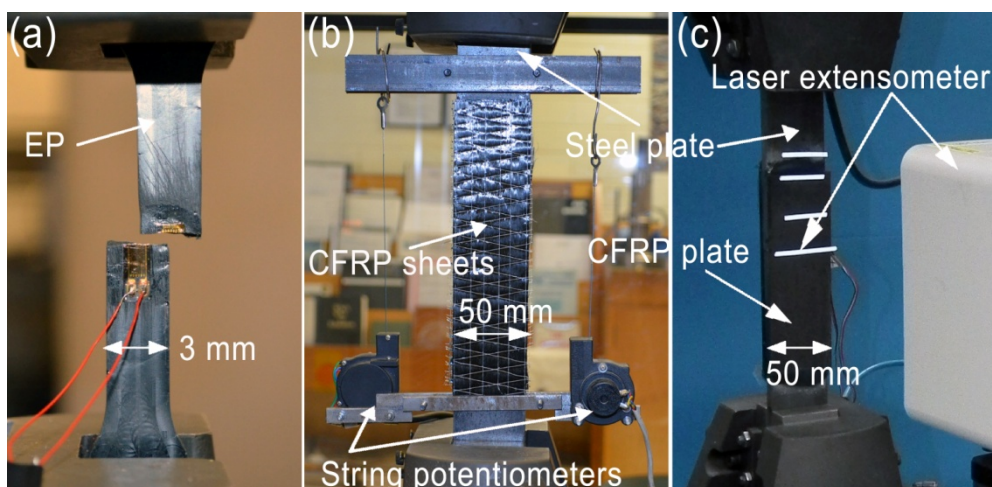 (a)
EP
3 mm
(b)
CFRP sheets
50 mm
String potentiometers
(c)
Laser extensometer
Steel plate
CFRP plate
50 mm